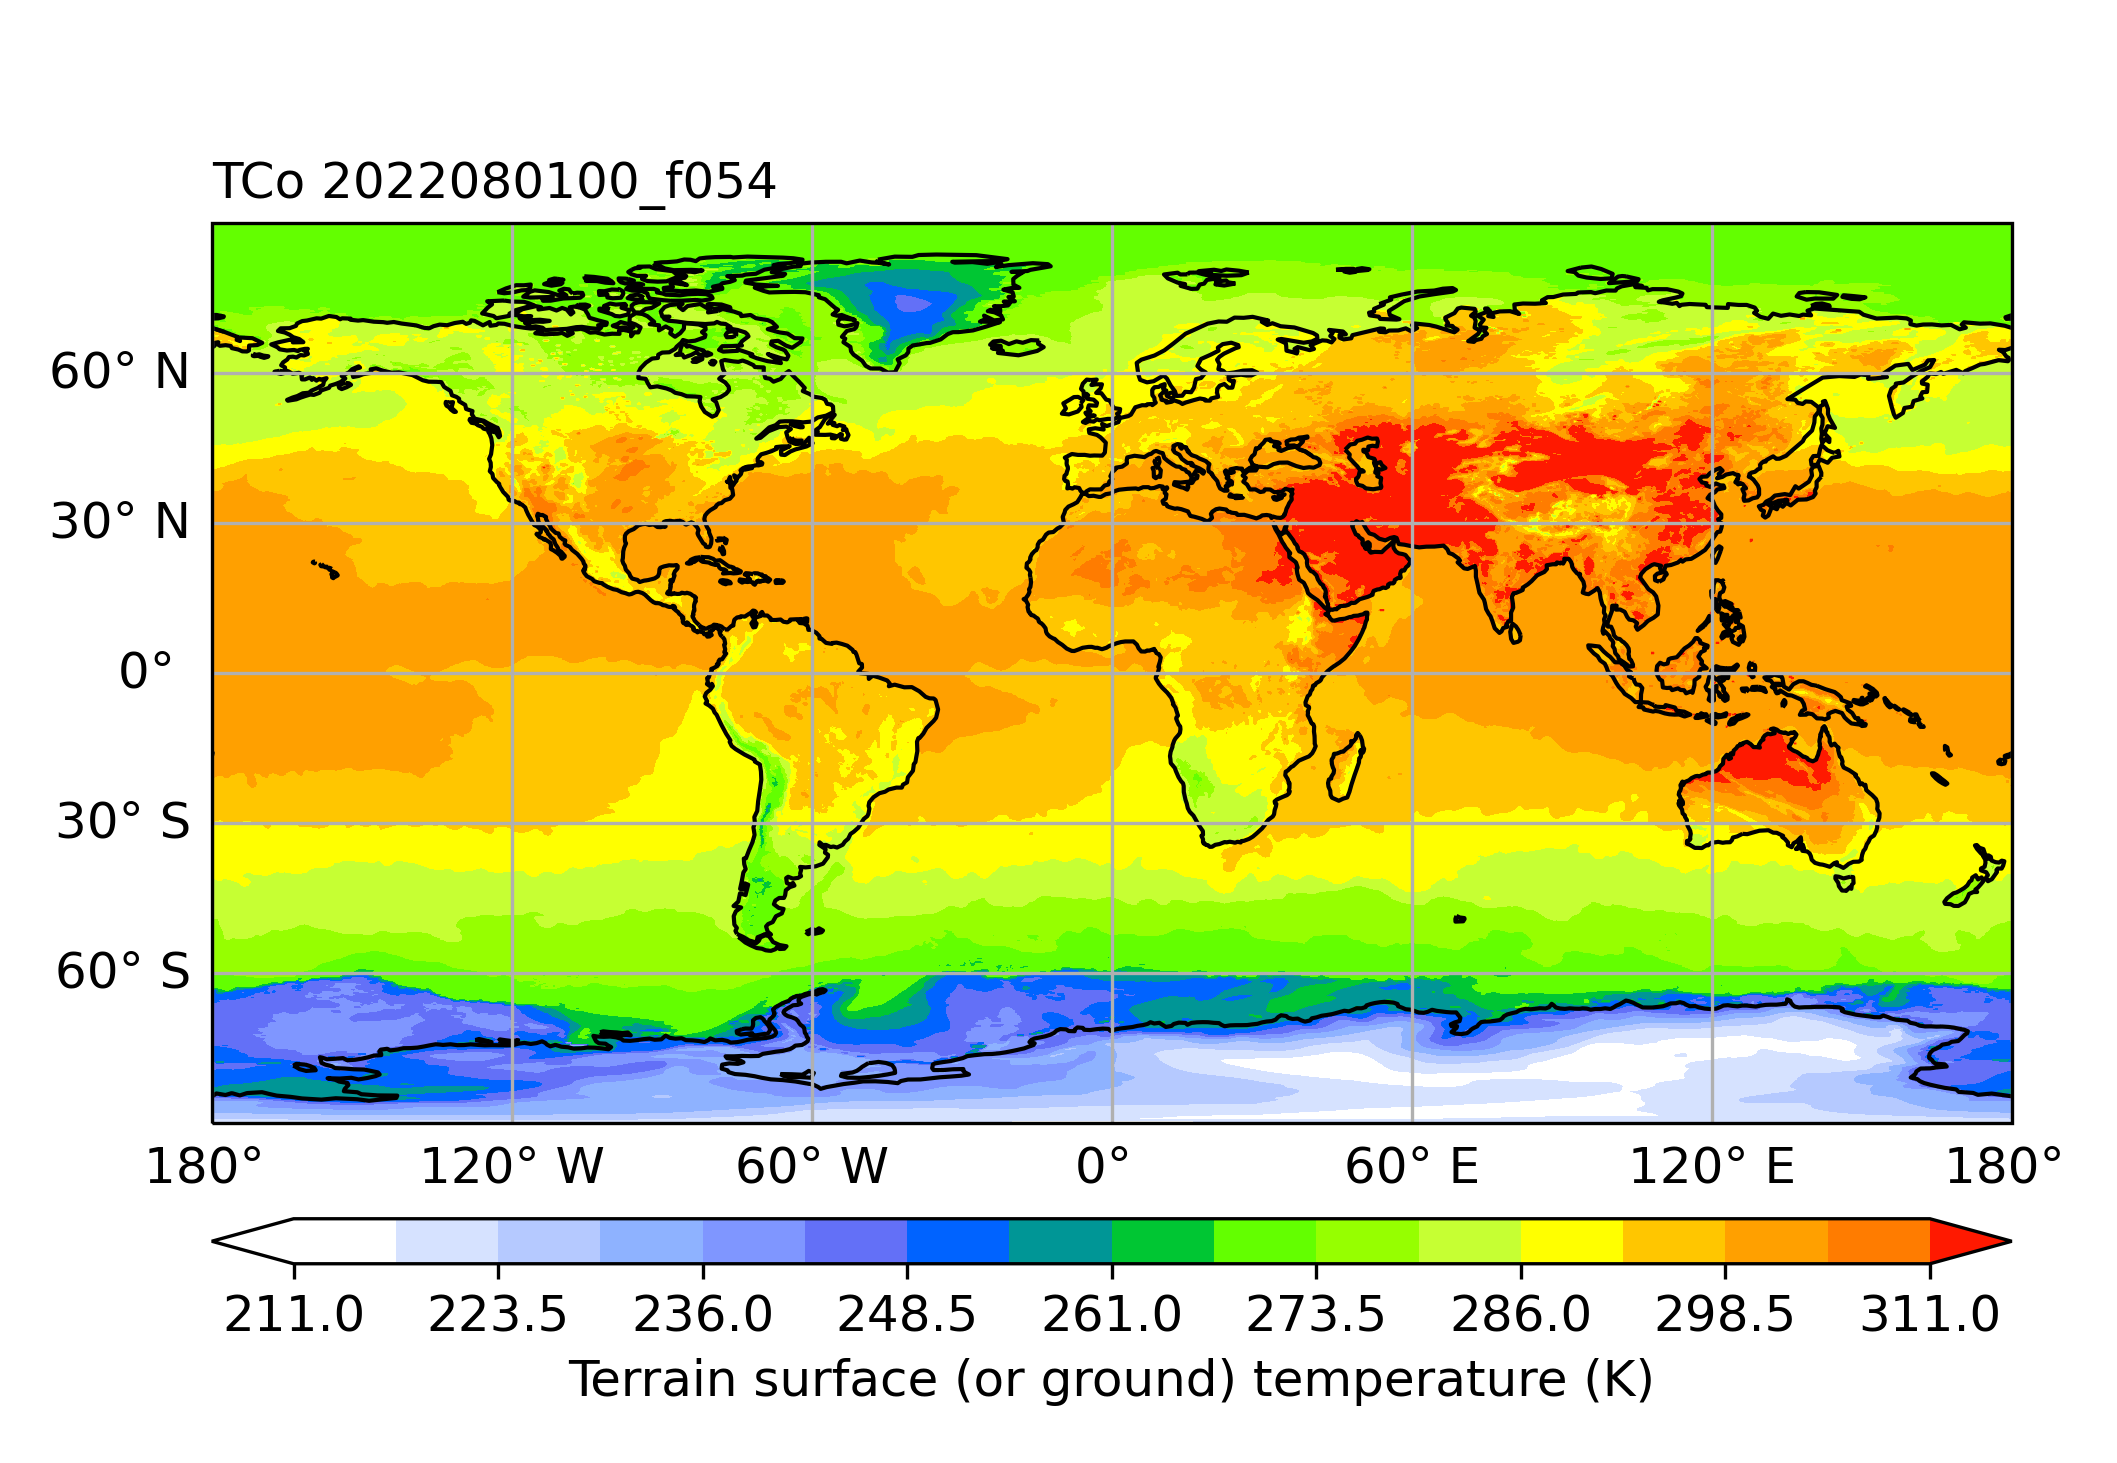 TCo 2022080100_f054
60° N
30° N
0°
30° S
60° S
180° 120° W 60° W 0° 60° E 120° E 180°
211.0 223.5 236.0 248.5 261.0 273.5 286.0 298.5 311.0
Terrain surface (or ground) temperature (K)